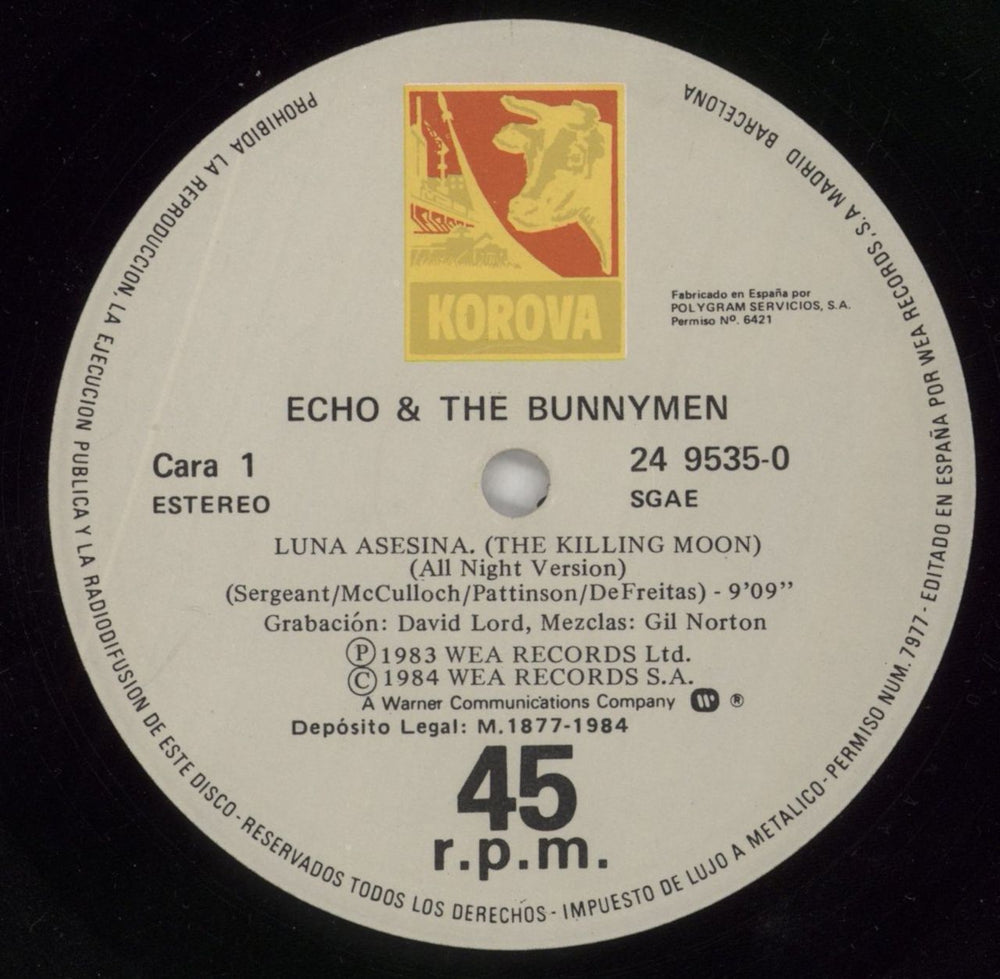 KOROVA
Fabricado en España por
POLYGRAM SERVICIOS, S.A.
Permiso Nº. 6421
ECHO & THE BUNNYMEN
Cara 1
ESTEREO
24 9535-0
SGAE
LUNA ASESINA. (THE KILLING MOON)
(All Night Version)
(Sergeant/McCulloch/Pattinson/DeFreitas) - 9’09”
Grabación: David Lord, Mezclas: Gil Norton
Ⓟ 1983 WEA RECORDS Ltd.
© 1984 WEA RECORDS S.A.
A Warner Communications Company W ®
Depósito Legal: M. 1877-1984
45
r.p.m.
PROHIBIDA LA REPRODUCCION, LA EJECUCION PUBLICA Y LA RADIODIFUSION DE ESTE DISCO - RESERVADOS TODOS LOS DERECHOS - IMPUESTO DE LUJO A METALICO - PERMISO NUM. 7977 - EDITADO EN ESPAÑA POR WEA RECORDS, S.A MADRID BARCELONA